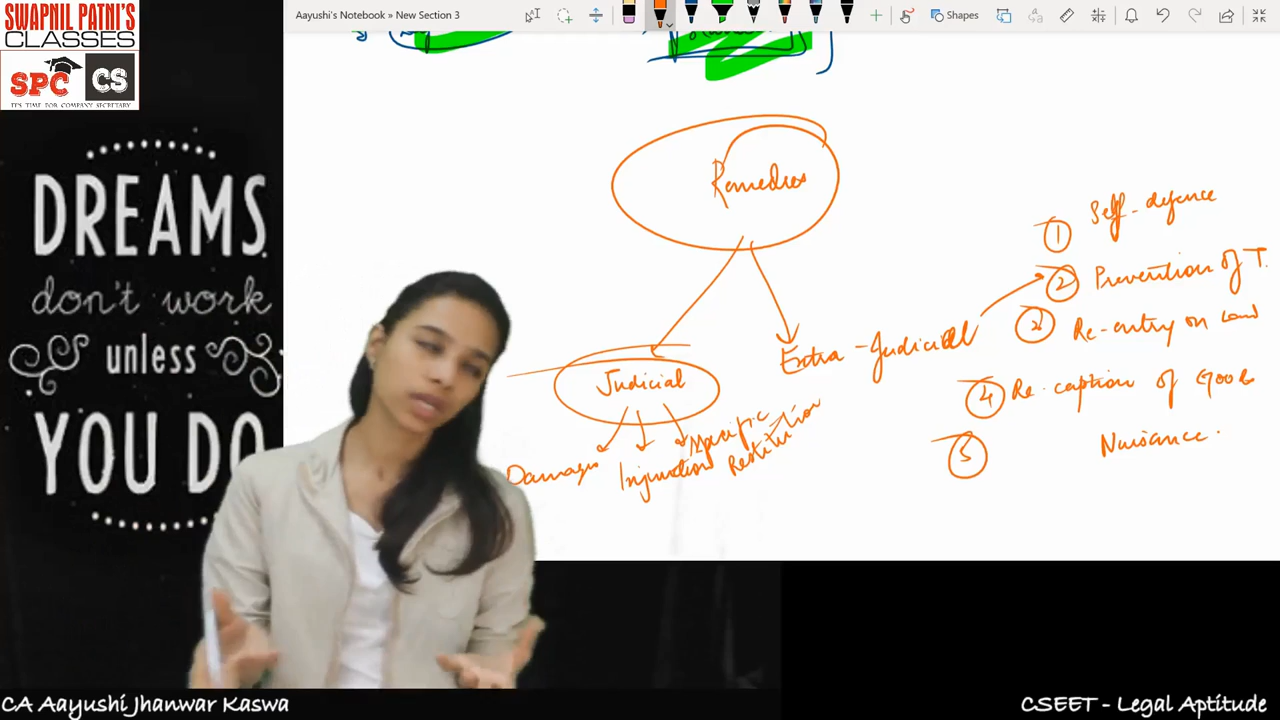 SWAPNIL PATNI'S
CLASSES
SPC CS
IT'S TIME FOR COMPANY SECRETARY
Aayushi's Notebook » New Section 3
Shapes
DREAMS
don't work
unless
YOU DO
Remedies
Judicial
Damages
Injunction
Specific
Restitution
Extra-Judicial
1 Self-defence
2 Prevention of T.
3 Re-entry on Land
4 Re-caption of Goods
5 Nuisance.
CA Aayushi Jhanwar Kaswa
CSEET - Legal Aptitude